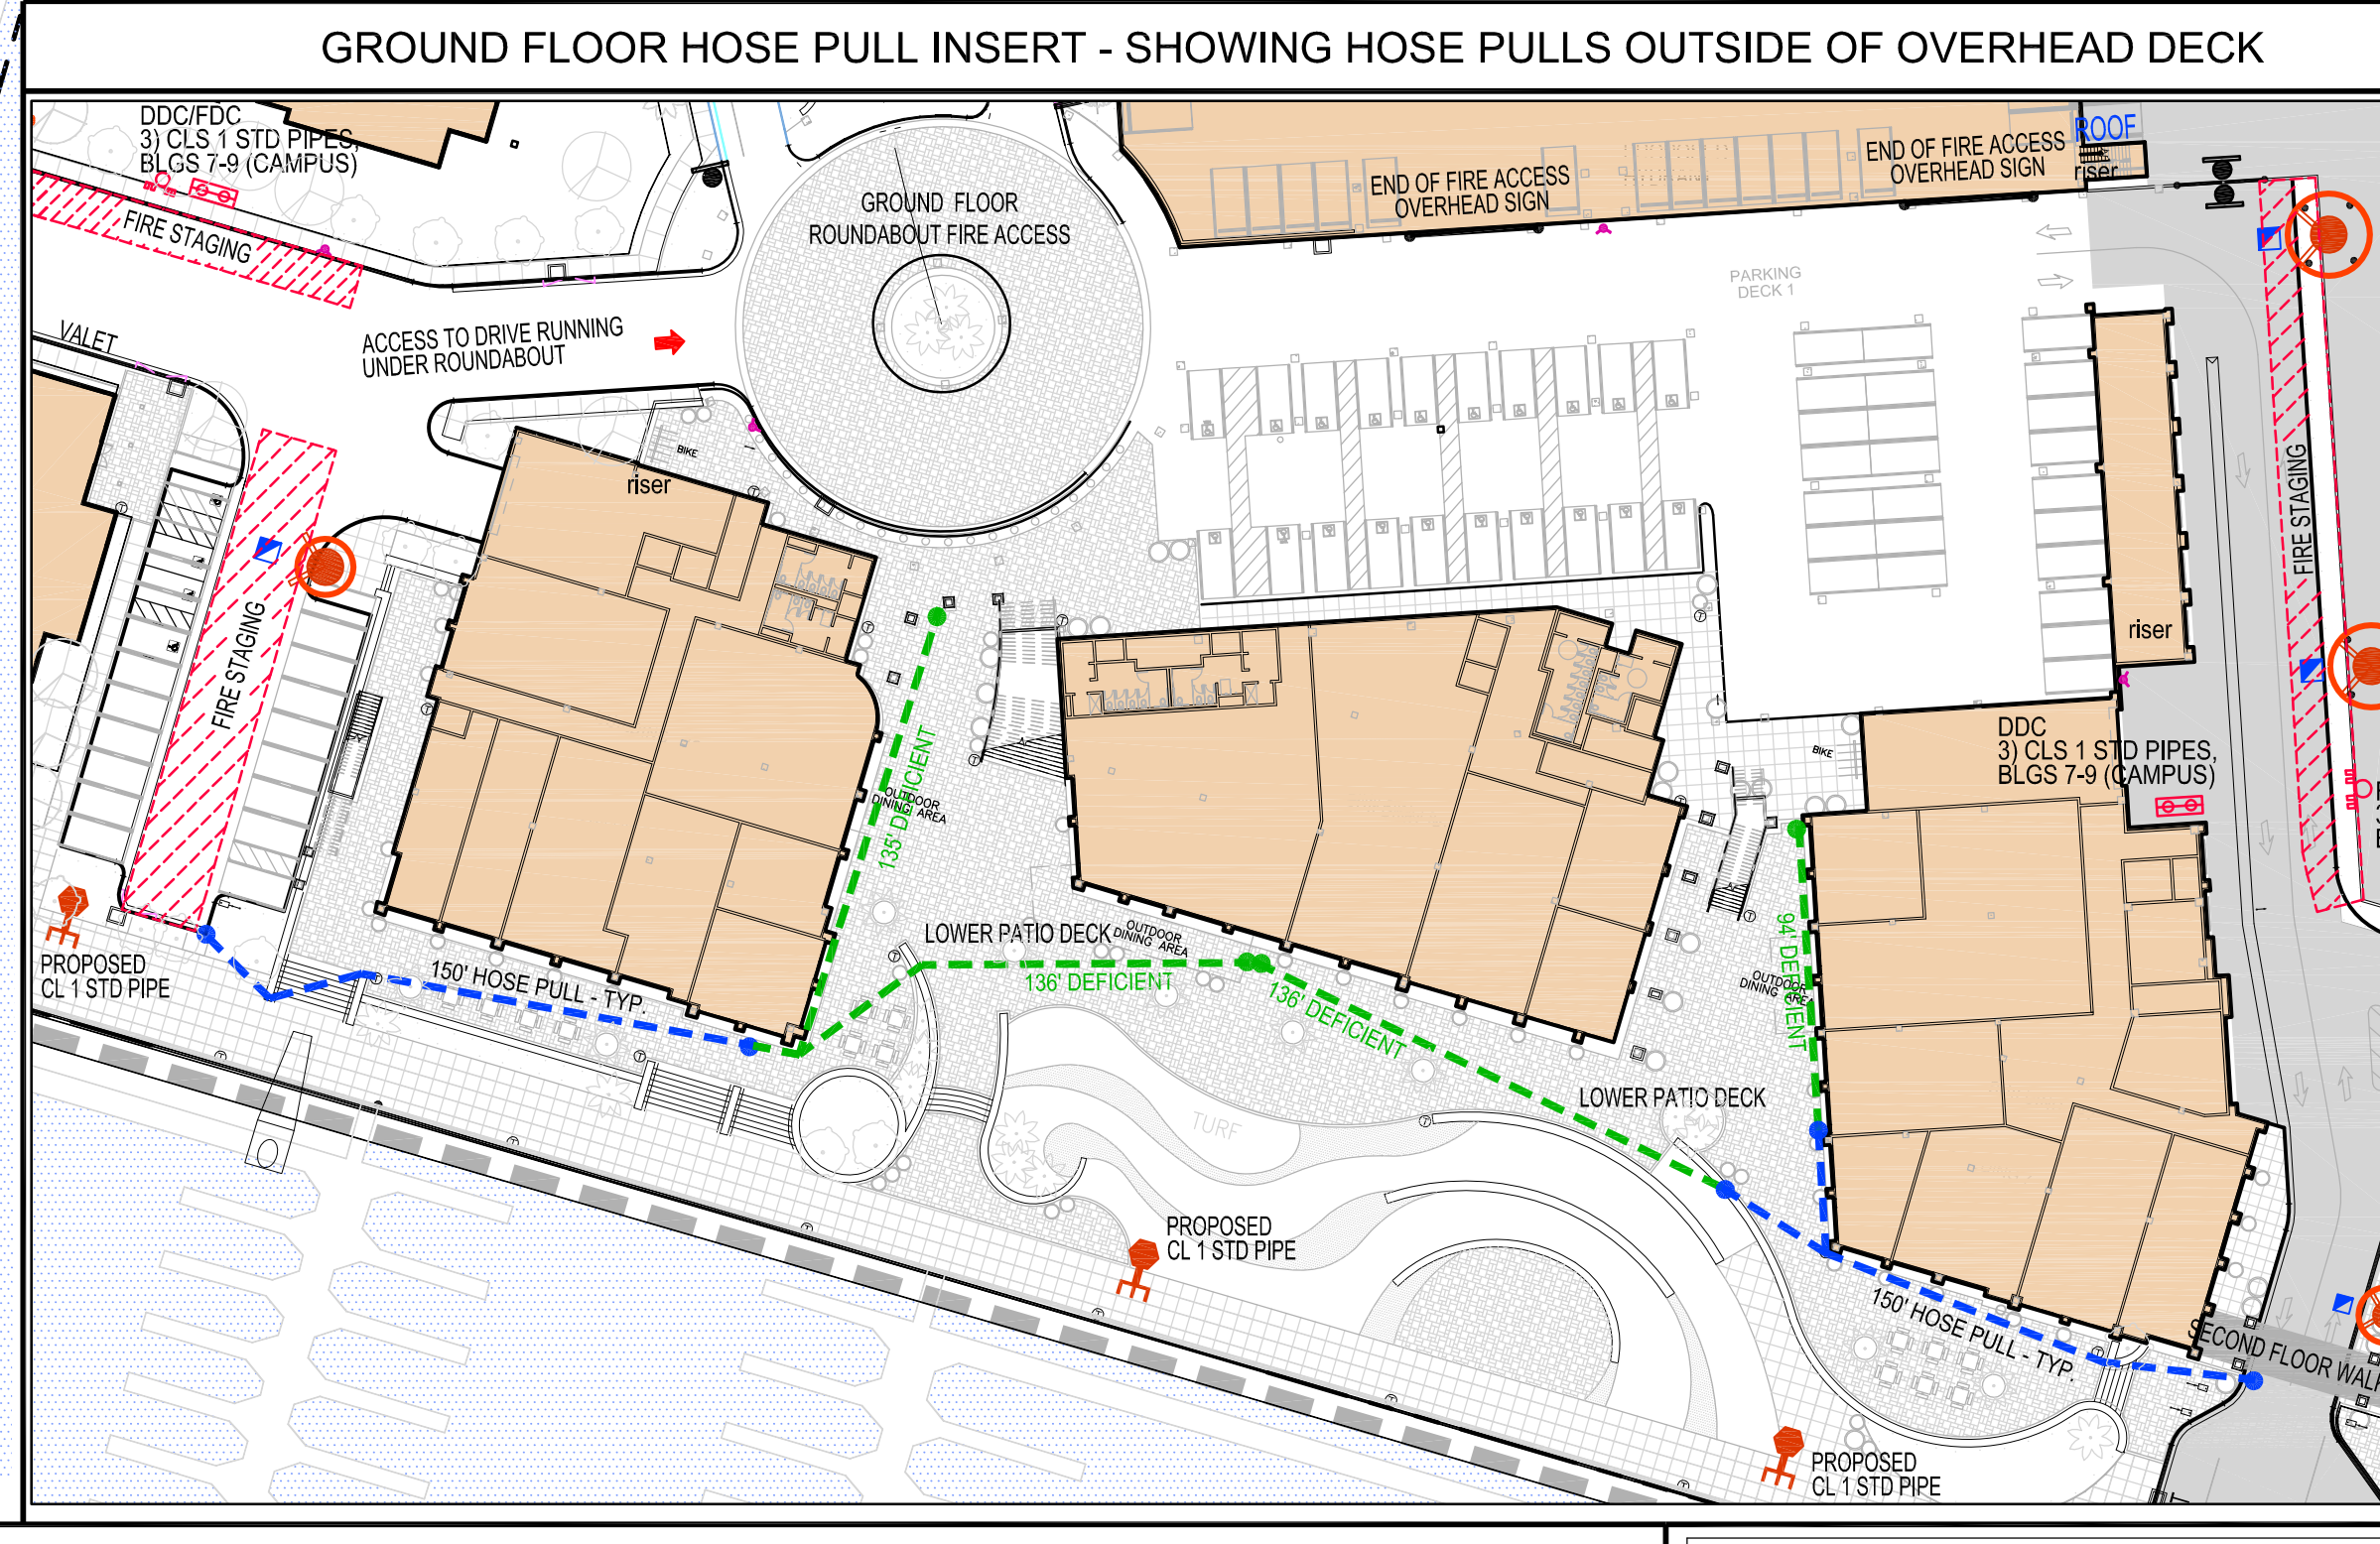 GROUND FLOOR HOSE PULL INSERT - SHOWING HOSE PULLS OUTSIDE OF OVERHEAD DECK
DDC/FDC
3) CLS 1 STD PIPES,
BLGS 7-9 (CAMPUS)
FIRE STAGING
VALET
ACCESS TO DRIVE RUNNING
UNDER ROUNDABOUT
GROUND FLOOR
ROUNDABOUT FIRE ACCESS
END OF FIRE ACCESS
OVERHEAD SIGN
END OF FIRE ACCESS
OVERHEAD SIGN
ROOF
riser
PARKING
DECK 1
BIKE
riser
FIRE STAGING
FIRE STAGING
riser
DDC
3) CLS 1 STD PIPES,
BLGS 7-9 (CAMPUS)
BIKE
135' DEFICIENT
OUTDOOR
DINING AREA
LOWER PATIO DECK
OUTDOOR
DINING AREA
136' DEFICIENT
136' DEFICIENT
94' DEFICIENT
OUTDOOR
DINING AREA
PROPOSED
CL 1 STD PIPE
150' HOSE PULL - TYP.
LOWER PATIO DECK
TURF
PROPOSED
CL 1 STD PIPE
150' HOSE PULL - TYP.
SECOND FLOOR WALK
PROPOSED
CL 1 STD PIPE